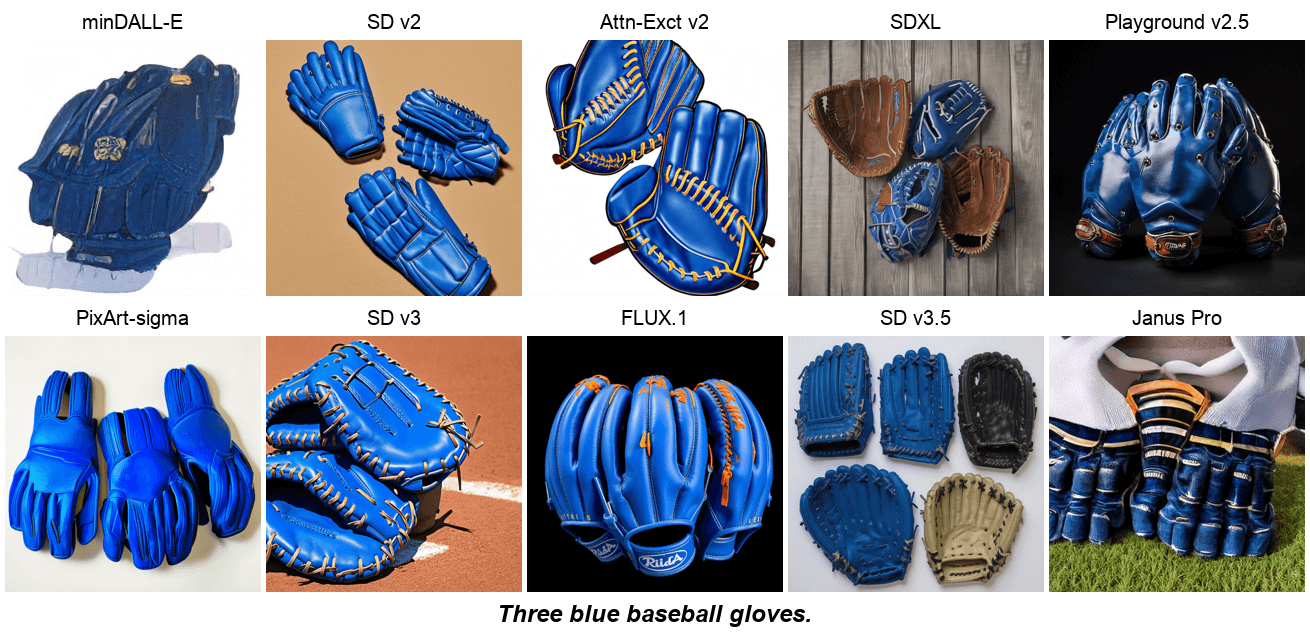 minDALL-E
SD v2
Attn-Exct v2
SDXL
Playground v2.5
PixArt-sigma
SD v3
FLUX.1
SD v3.5
Janus Pro
RiidA
Three blue baseball gloves.